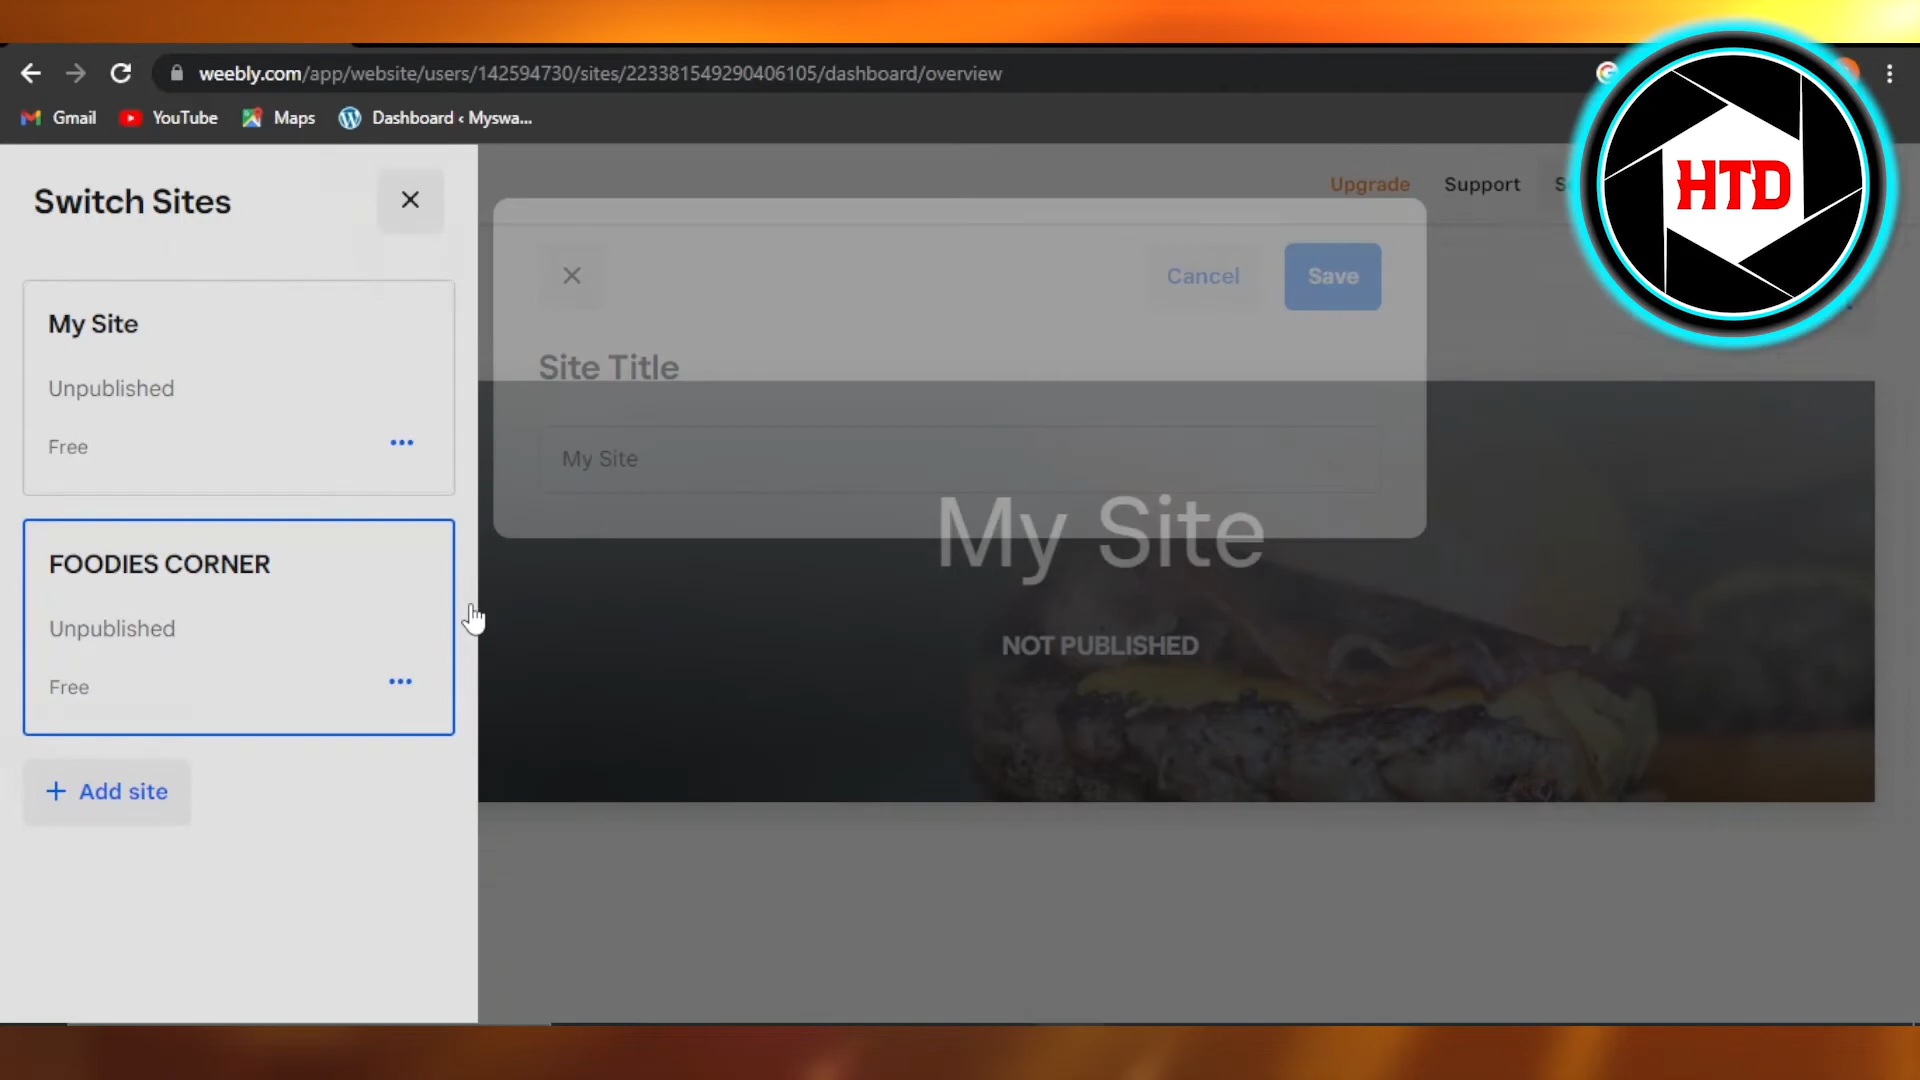 weebly.com/app/website/users/142594730/sites/223381549290406105/dashboard/overview
Gmail
YouTube
Maps
Dashboard ‹ Myswa...
HTD
Switch Sites
Upgrade
Support
My Site
Unpublished
Free
FOODIES CORNER
Unpublished
Free
+ Add site
Cancel
Save
Site Title
My Site
My Site
NOT PUBLISHED